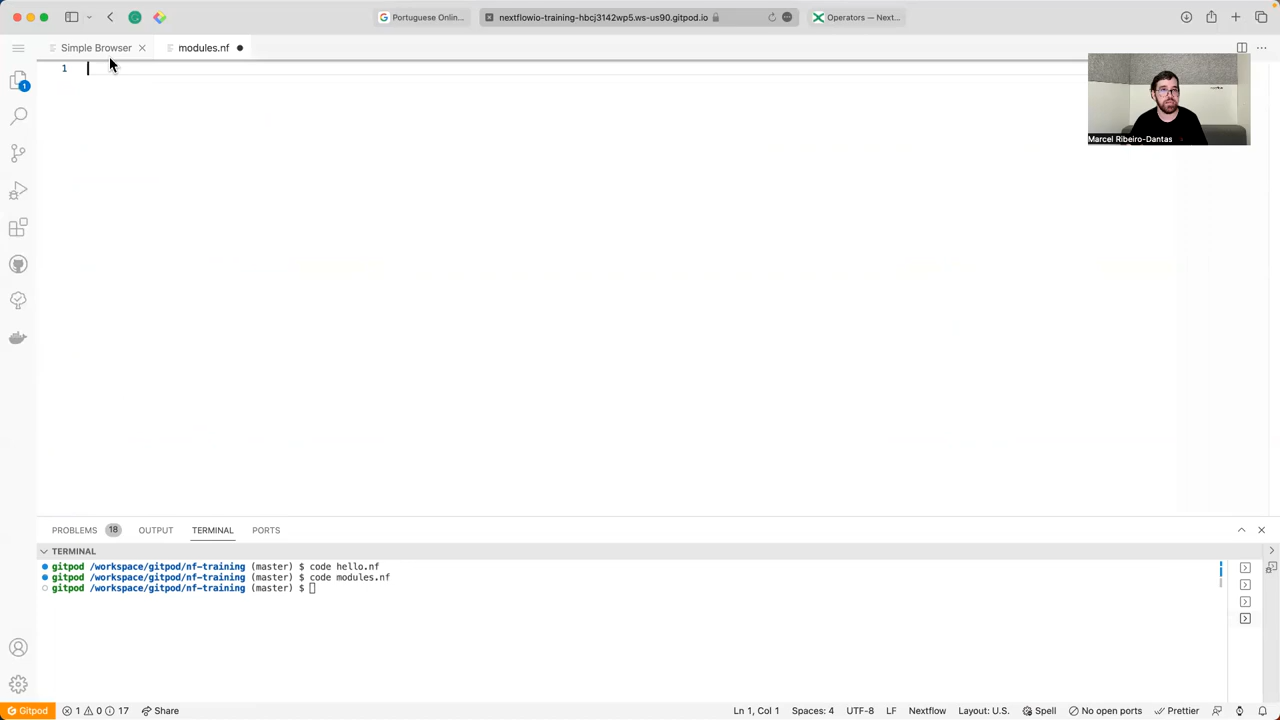 Portuguese Onlin...
nextflowio-training-hbcj3142wp5.ws-us90.gitpod.io
Operators — Next...
Simple Browser
modules.nf
1
1
Marcel Ribeiro-Dantas
PROBLEMS 18 OUTPUT TERMINAL PORTS
TERMINAL
gitpod /workspace/gitpod/nf-training (master) $ code hello.nf
gitpod /workspace/gitpod/nf-training (master) $ code modules.nf
gitpod /workspace/gitpod/nf-training (master) $
Gitpod 1 0 17 Share Ln 1, Col 1 Spaces: 4 UTF-8 LF Nextflow Layout: U.S. Spell No open ports Prettier